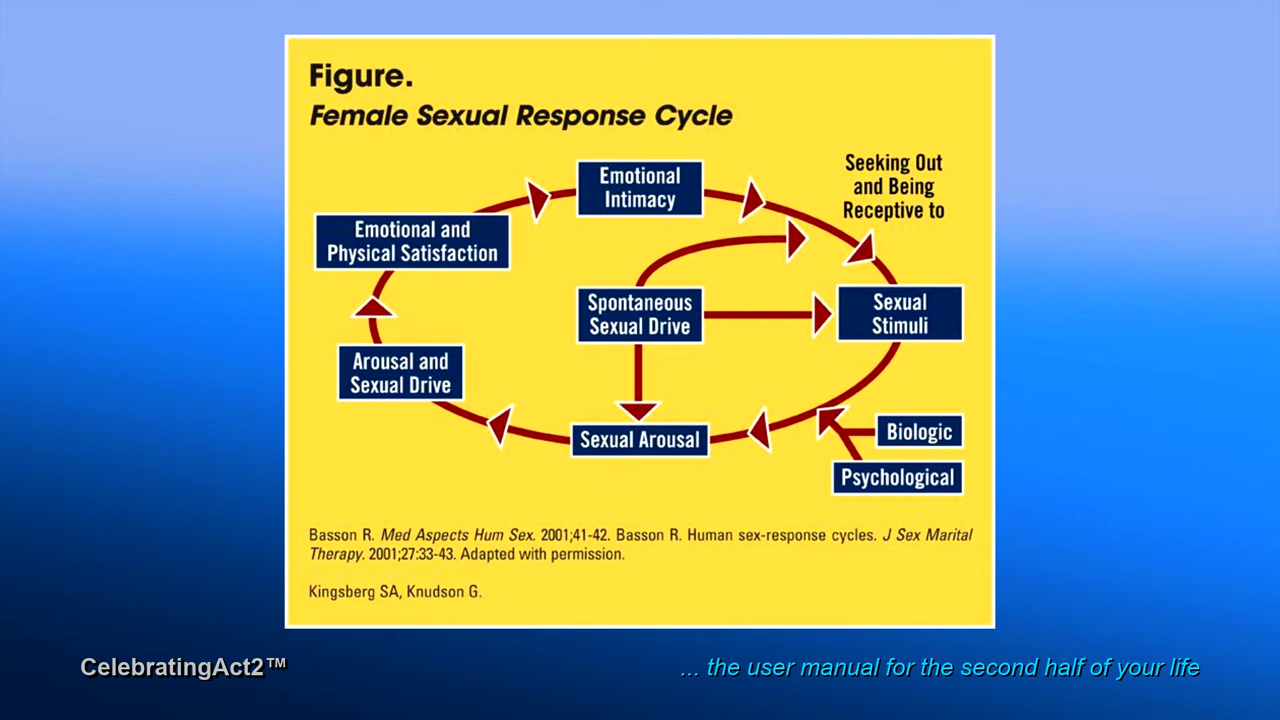 Figure.
Female Sexual Response Cycle
Seeking Out
and Being
Receptive to
Emotional
Intimacy
Emotional and
Physical Satisfaction
Spontaneous
Sexual Drive
Sexual
Stimuli
Arousal and
Sexual Drive
Sexual Arousal
Biologic
Psychological
Basson R. Med Aspects Hum Sex. 2001;41-42. Basson R. Human sex-response cycles. J Sex Marital
Therapy. 2001;27:33-43. Adapted with permission.
Kingsberg SA, Knudson G.
CelebratingAct2™
... the user manual for the second half of your life